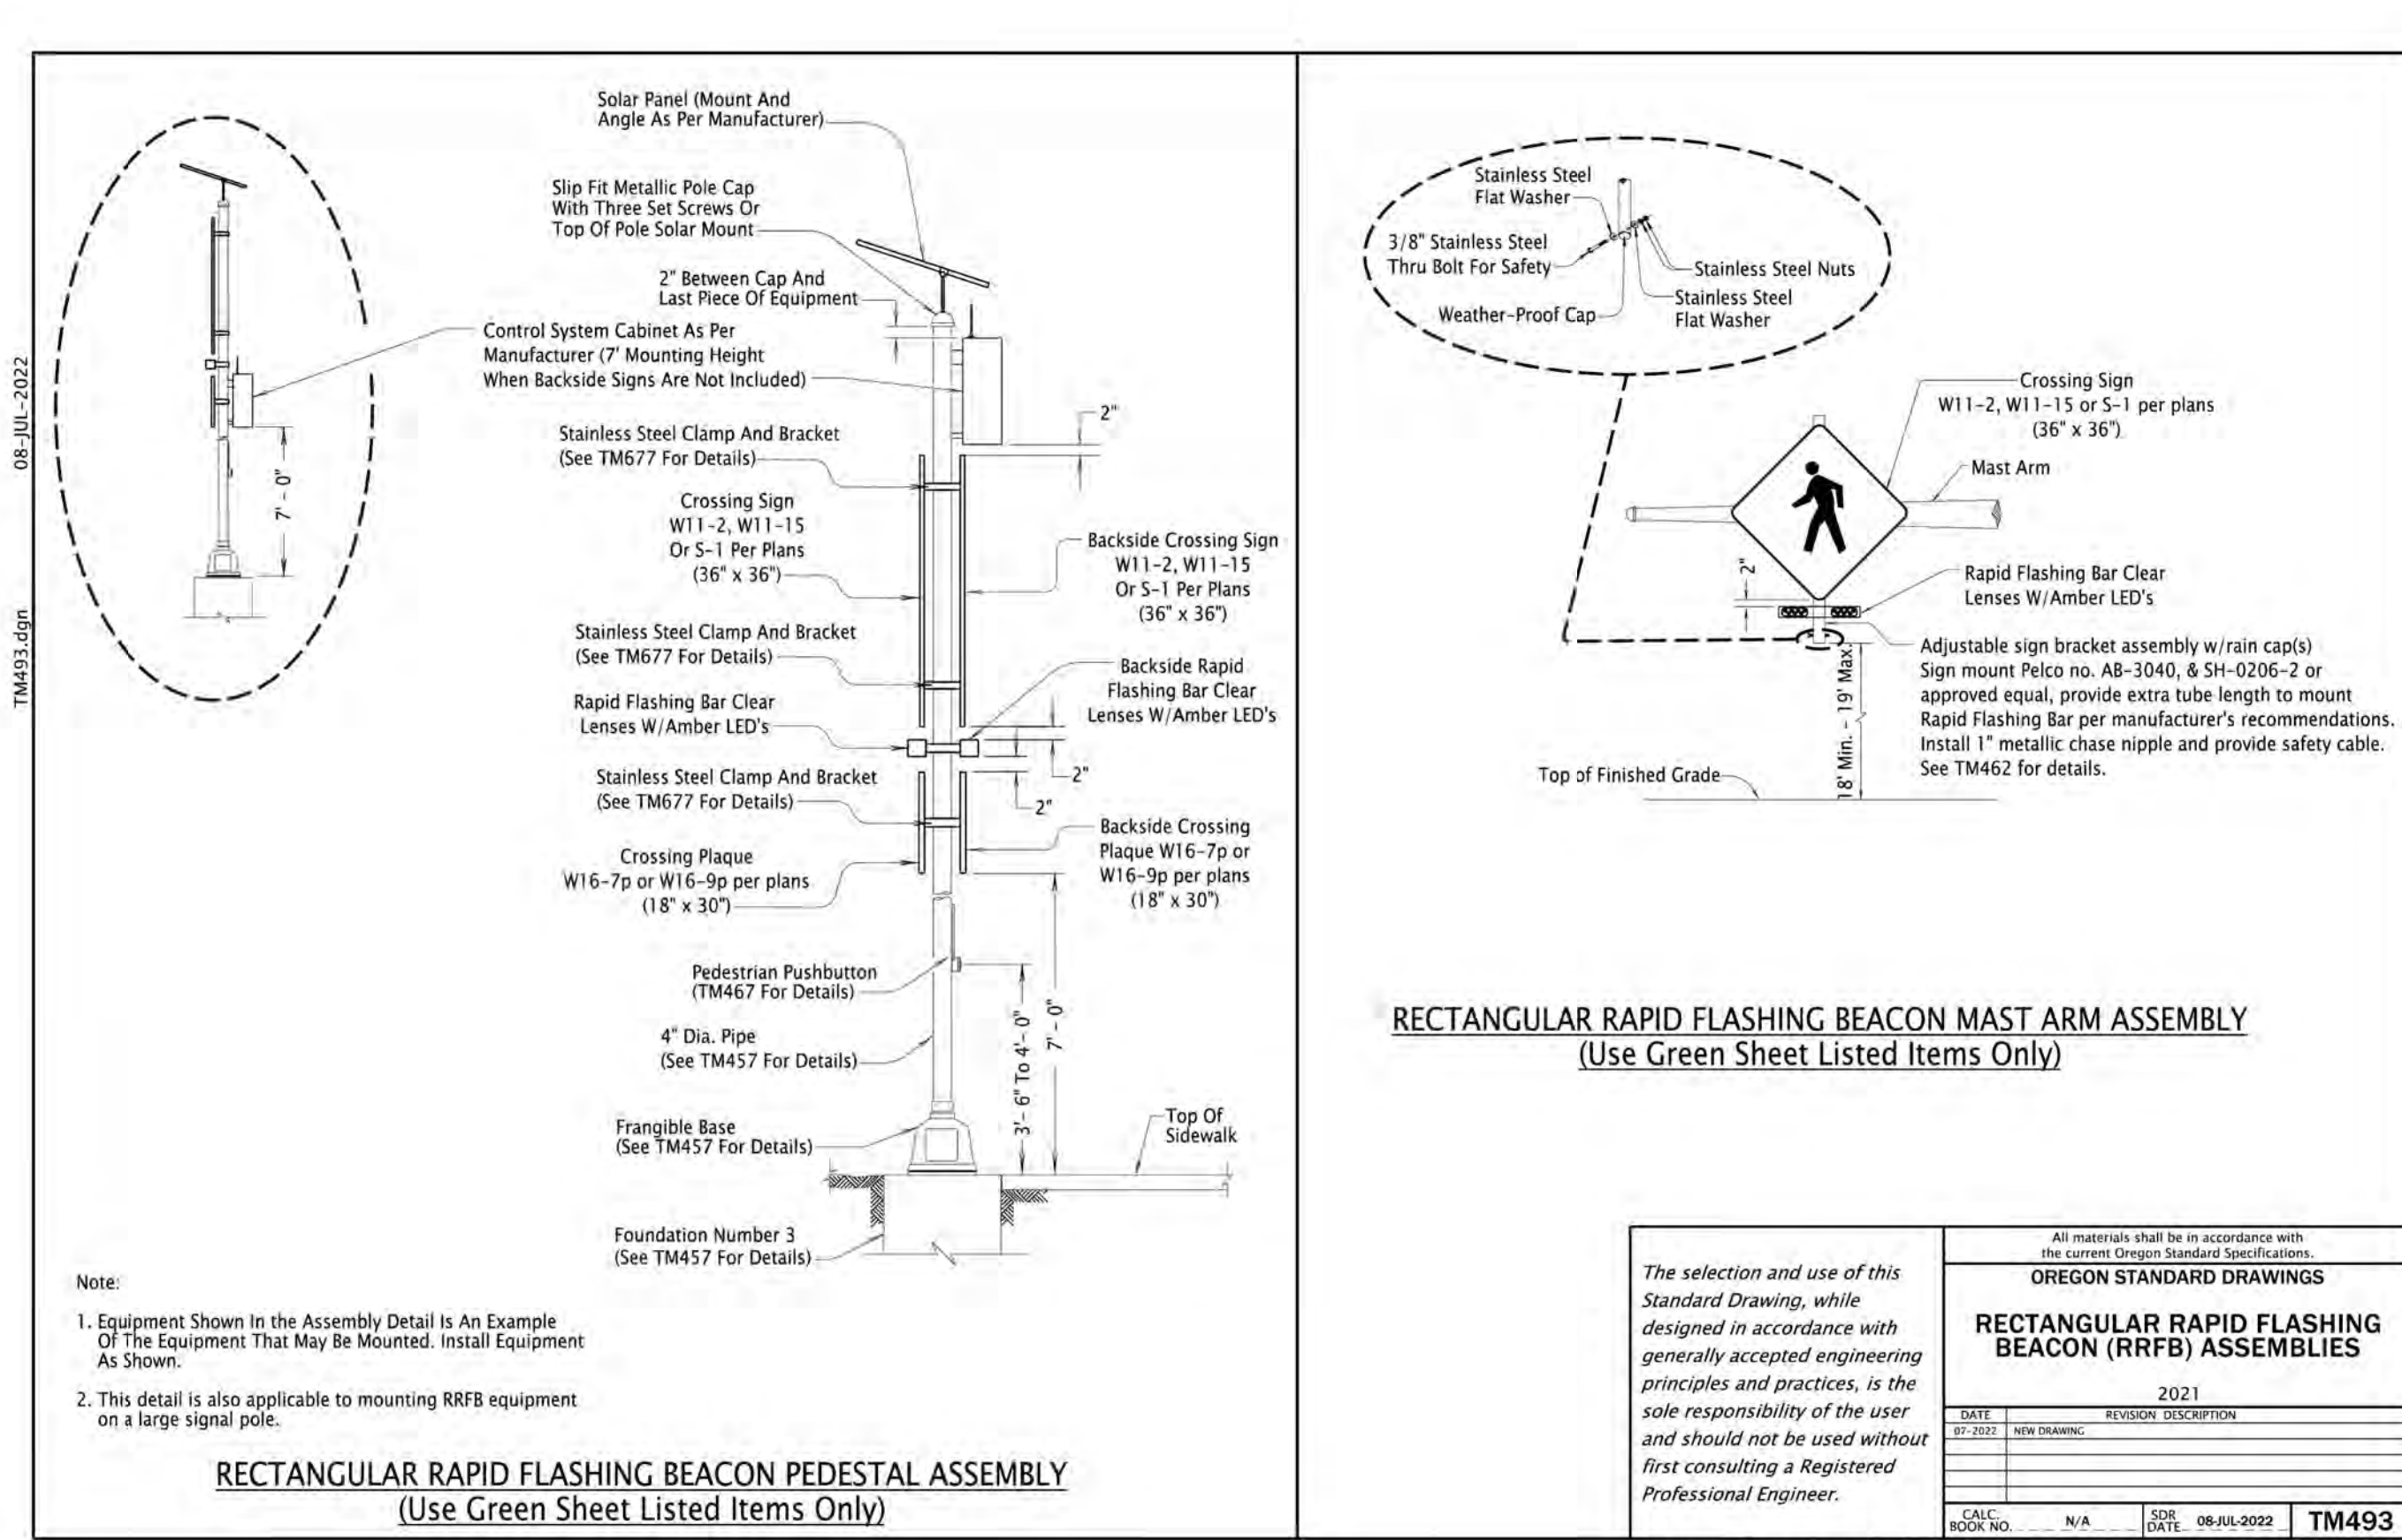 08-JUL-2022
TM493.dgn
Solar Panel (Mount And
Angle As Per Manufacturer)
Slip Fit Metallic Pole Cap
With Three Set Screws Or
Top Of Pole Solar Mount
2" Between Cap And
Last Piece Of Equipment
Control System Cabinet As Per
Manufacturer (7' Mounting Height
When Backside Signs Are Not Included)
7' - 0"
2"
Stainless Steel Clamp And Bracket
(See TM677 For Details)
Crossing Sign
W11-2, W11-15
Or S-1 Per Plans
(36" x 36")
Backside Crossing Sign
W11-2, W11-15
Or S-1 Per Plans
(36" x 36")
Stainless Steel Clamp And Bracket
(See TM677 For Details)
Backside Rapid
Flashing Bar Clear
Lenses W/Amber LED's
Rapid Flashing Bar Clear
Lenses W/Amber LED's
2"
Stainless Steel Clamp And Bracket
(See TM677 For Details)
2"
Backside Crossing
Plaque W16-7p or
W16-9p per plans
(18" x 30")
Crossing Plaque
W16-7p or W16-9p per plans
(18" x 30")
Pedestrian Pushbutton
(TM467 For Details)
4" Dia. Pipe
(See TM457 For Details)
3' - 6" To 4' - 0"
7' - 0"
Top Of
Sidewalk
Frangible Base
(See TM457 For Details)
Foundation Number 3
(See TM457 For Details)
Note:
1. Equipment Shown In the Assembly Detail Is An Example
Of The Equipment That May Be Mounted. Install Equipment
As Shown.
2. This detail is also applicable to mounting RRFB equipment
on a large signal pole.
RECTANGULAR RAPID FLASHING BEACON PEDESTAL ASSEMBLY
(Use Green Sheet Listed Items Only)
Stainless Steel
Flat Washer
3/8" Stainless Steel
Thru Bolt For Safety
Weather-Proof Cap
Stainless Steel Nuts
Stainless Steel
Flat Washer
Crossing Sign
W11-2, W11-15 or S-1 per plans
(36" x 36")
Mast Arm
2"
Rapid Flashing Bar Clear
Lenses W/Amber LED's
Adjustable sign bracket assembly w/rain cap(s)
Sign mount Pelco no. AB-3040, & SH-0206-2 or
approved equal, provide extra tube length to mount
Rapid Flashing Bar per manufacturer's recommendations.
Install 1" metallic chase nipple and provide safety cable.
See TM462 for details.
18' Min. - 19' Max.
Top of Finished Grade
RECTANGULAR RAPID FLASHING BEACON MAST ARM ASSEMBLY
(Use Green Sheet Listed Items Only)
The selection and use of this
Standard Drawing, while
designed in accordance with
generally accepted engineering
principles and practices, is the
sole responsibility of the user
and should not be used without
first consulting a Registered
Professional Engineer.
All materials shall be in accordance with
the current Oregon Standard Specifications.
OREGON STANDARD DRAWINGS
RECTANGULAR RAPID FLASHING
BEACON (RRFB) ASSEMBLIES
2021
DATE REVISION DESCRIPTION
07-2022 NEW DRAWING
CALC. BOOK NO. N/A SDR DATE 08-JUL-2022 TM493